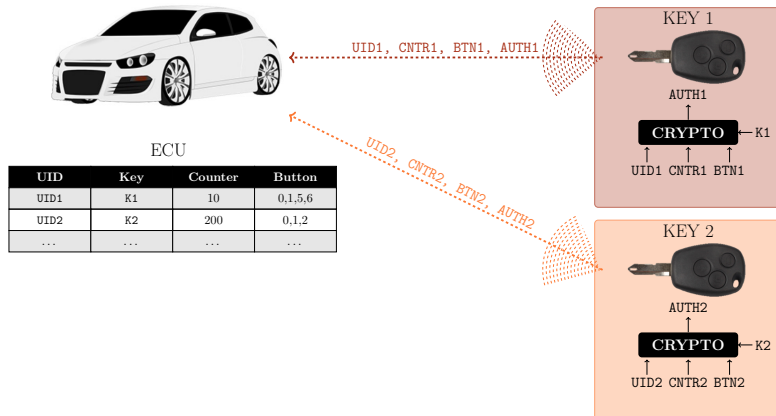 KEY 1
UID1, CNTR1, BTN1, AUTH1
AUTH1
CRYPTO
K1
UID1 CNTR1 BTN1
ECU
UID Key Counter Button
UID1 K1 10 0,1,5,6
UID2 K2 200 0,1,2
... ... ... ...
UID2, CNTR2, BTN2, AUTH2
KEY 2
AUTH2
CRYPTO
K2
UID2 CNTR2 BTN2